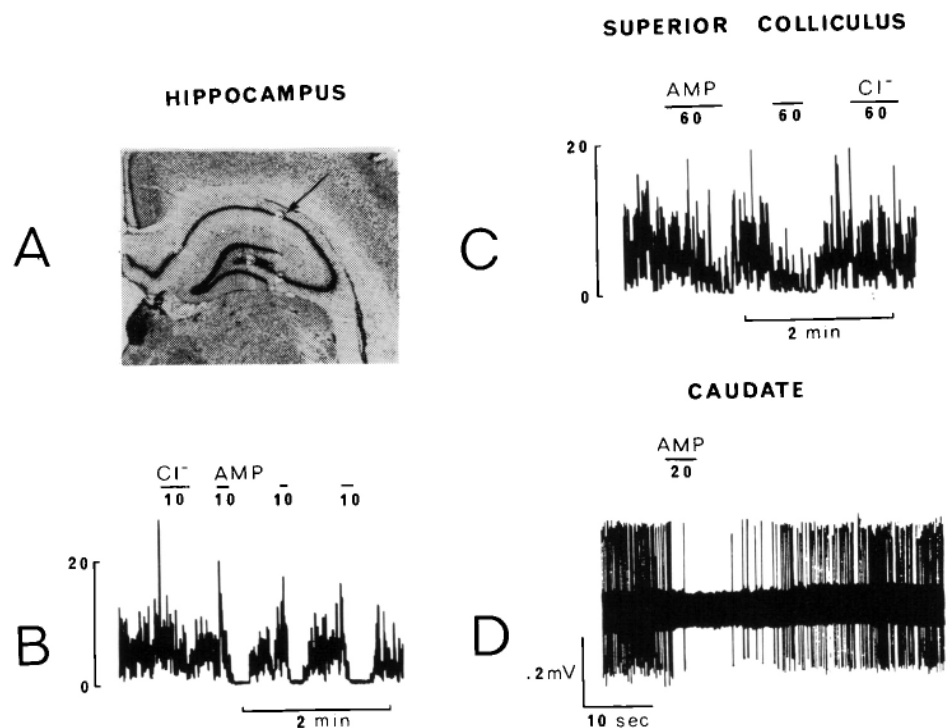 HIPPOCAMPUS
A
SUPERIOR COLLICULUS
AMP Cl⁻
60 60 60
20
C
0
2 min
Cl⁻ AMP
10 10 10 10
20
B
0
2 min
CAUDATE
AMP
20
D
.2mV
10 sec